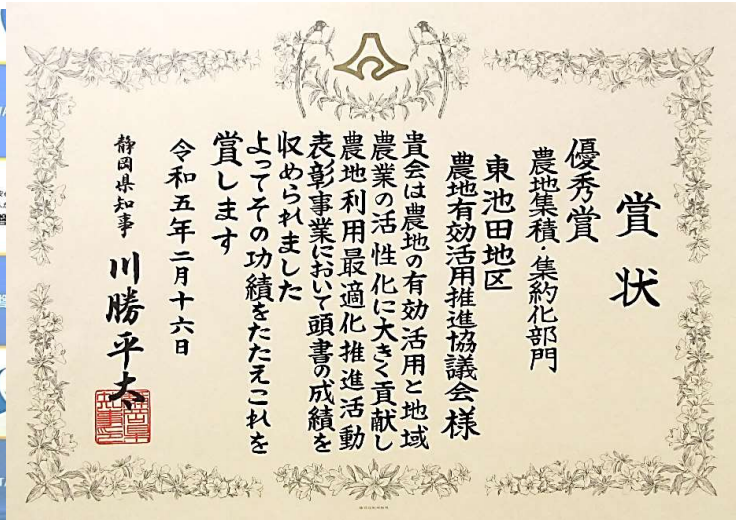 賞状
優秀賞
農地集積・集約化部門
東池田地区
農地有効活用推進協議会様
貴会は農地の有効活用と地域
農業の活性化に大きく貢献し
農地利用最適化推進活動
表彰事業において頭書の成績を
収められました
よってその功績をたたえこれを
賞します
令和五年二月十六日
静岡県知事 川勝平太
静岡県知事印